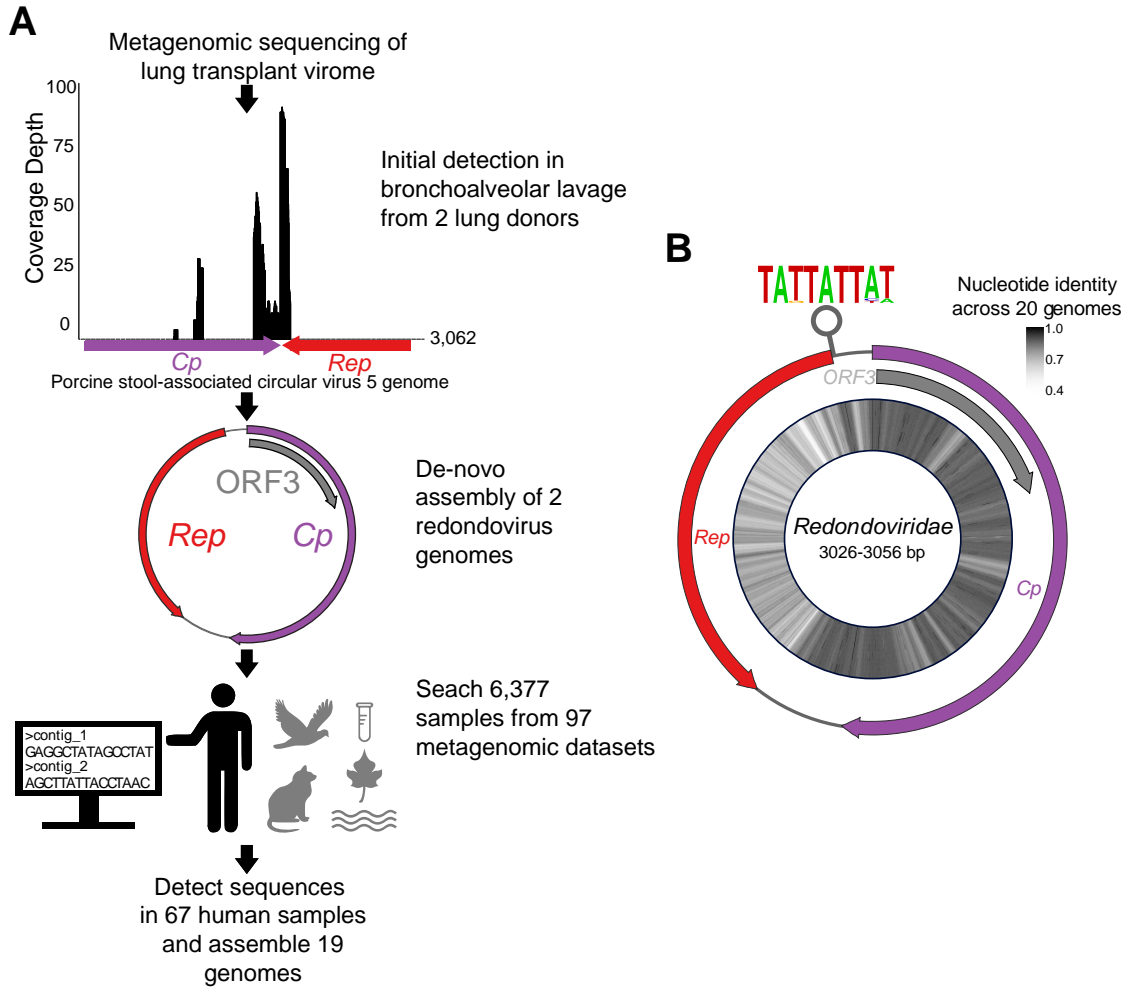 A
Metagenomic sequencing of
lung transplant virome
Coverage Depth
100
75
50
25
0
3,062
Cp
Rep
Porcine stool-associated circular virus 5 genome
Initial detection in
bronchoalveolar lavage
from 2 lung donors
ORF3
Rep
Cp
De-novo
assembly of 2
redondovirus
genomes
Seach 6,377
samples from 97
metagenomic datasets
>contig_1
GAGGCTATAGCCTAT
>contig_2
AGCTTATTACCTAAC
Detect sequences
in 67 human samples
and assemble 19
genomes
B
TATTATTAT
Nucleotide identity
across 20 genomes
1.0
0.7
0.4
ORF3
Rep
Redondoviridae
3026-3056 bp
Cp